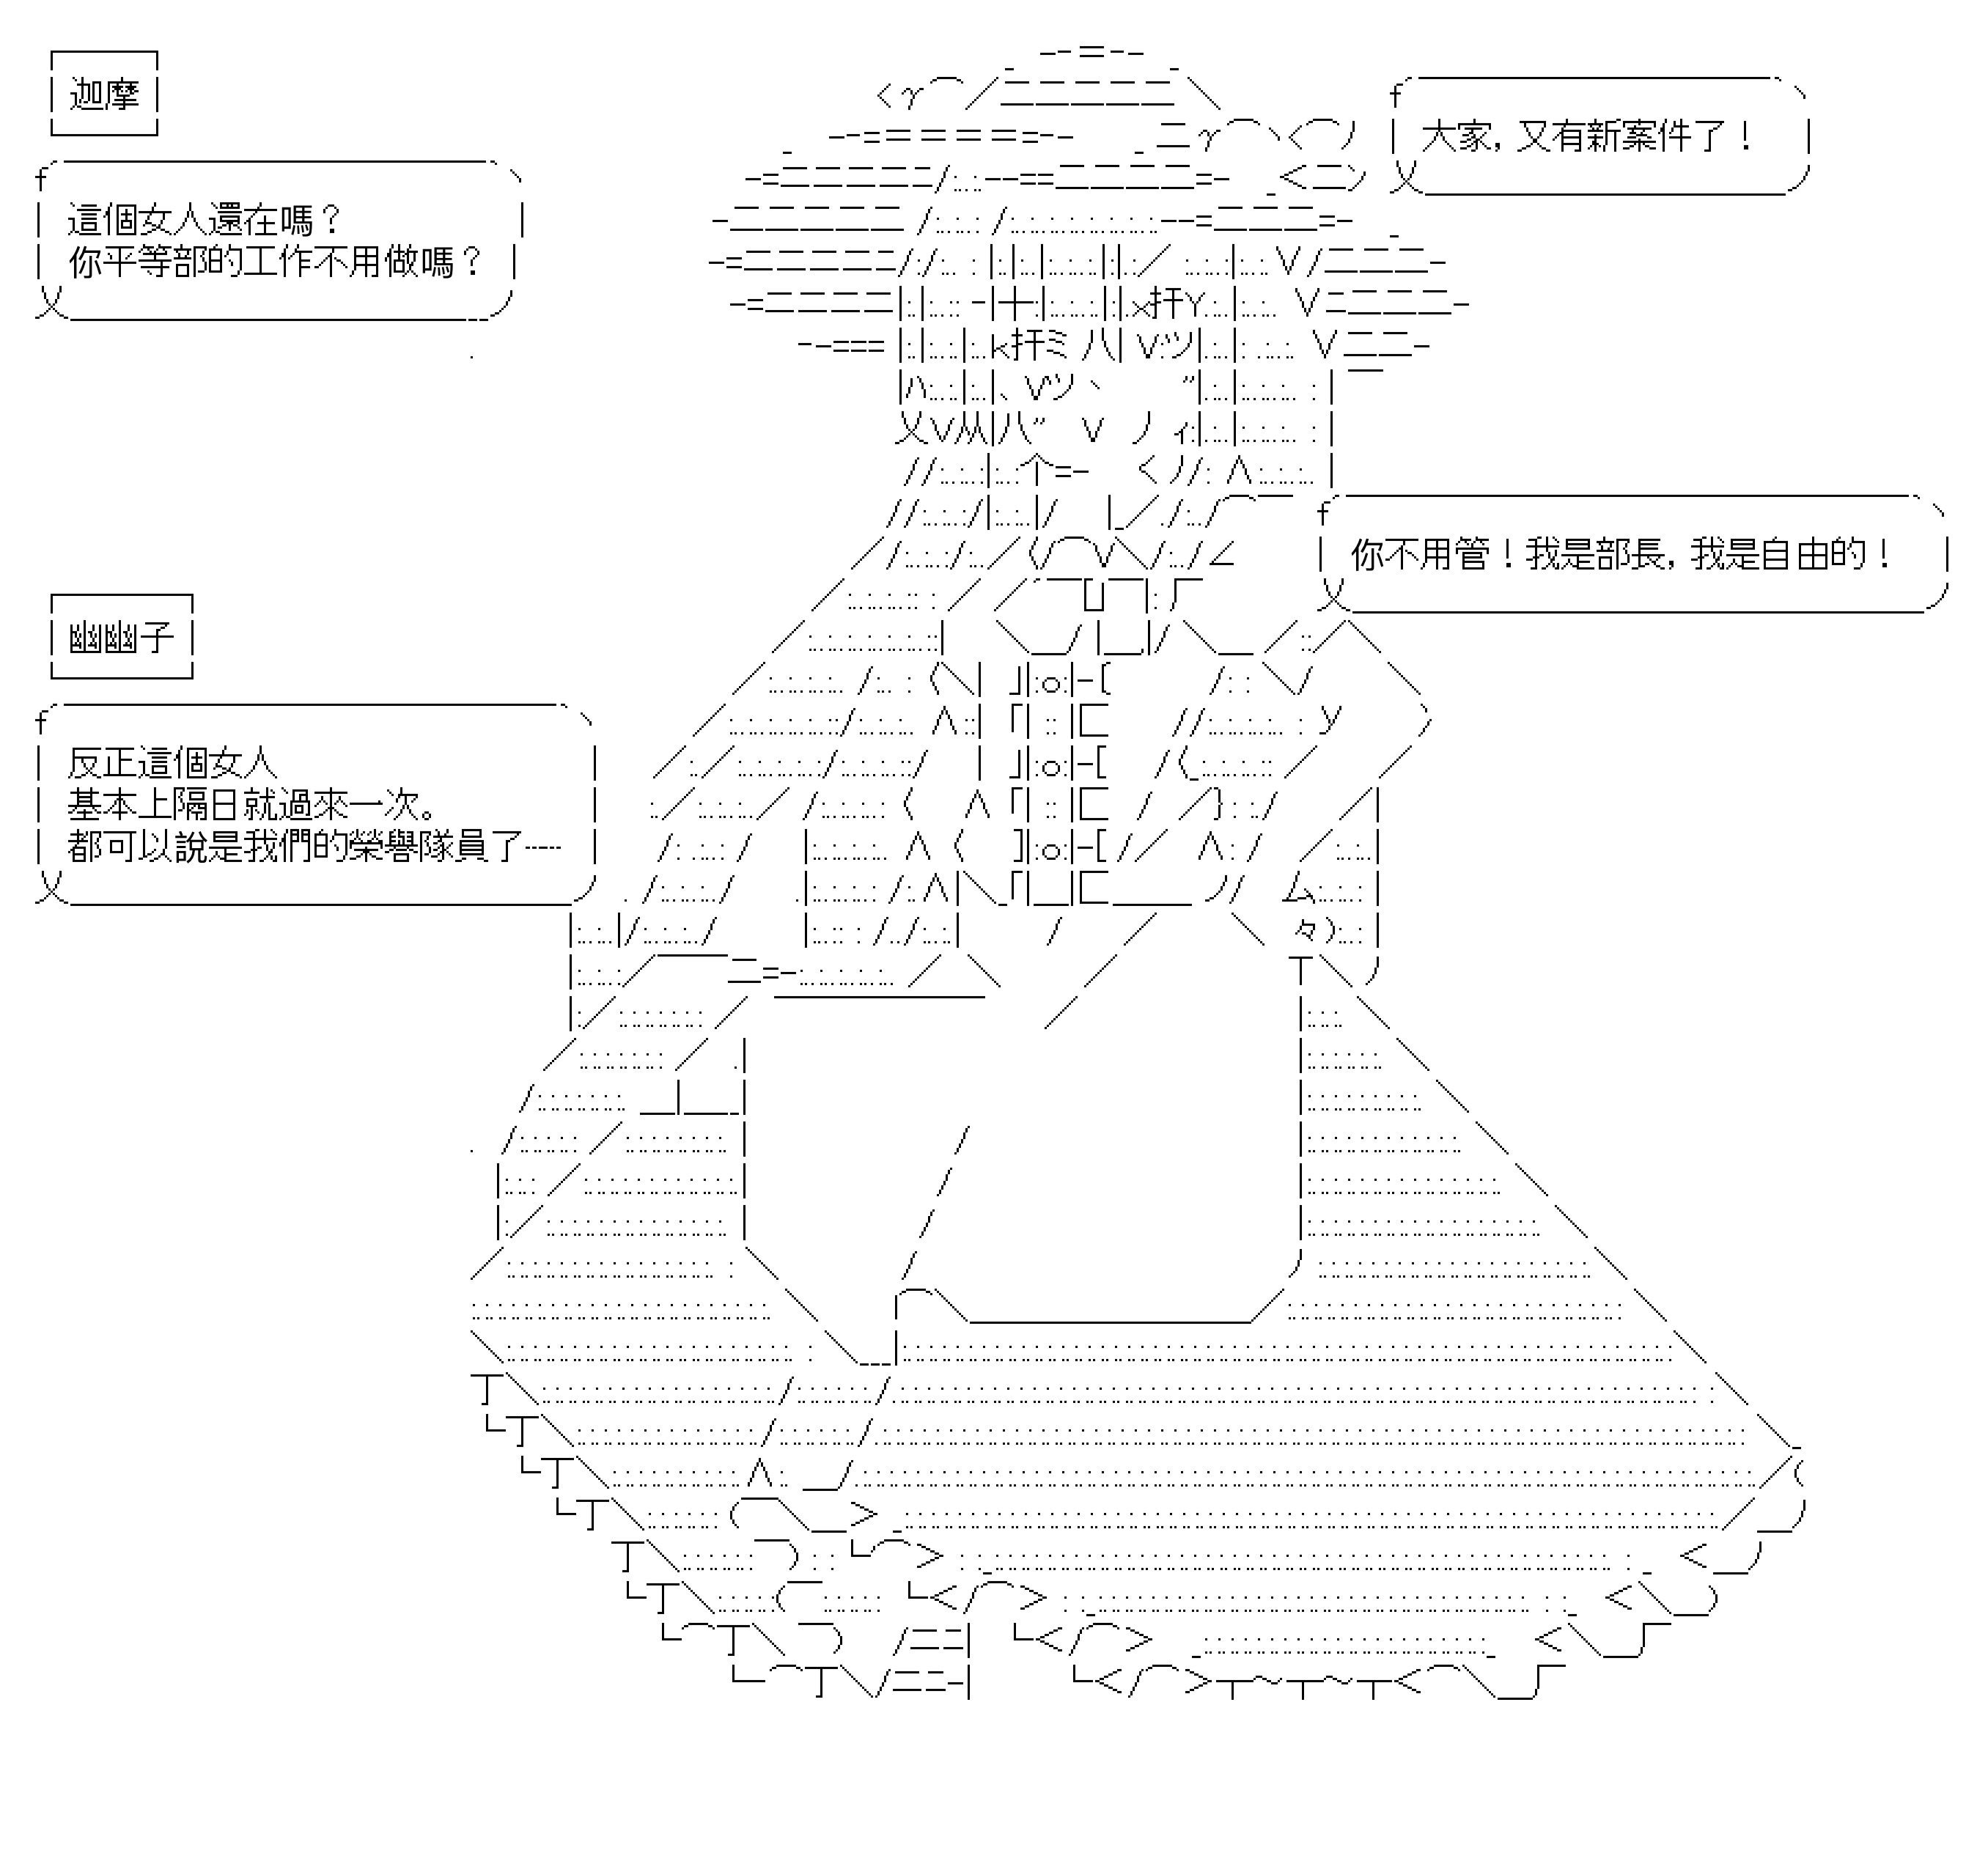 迦摩
大家，又有新案件了！
這個女人還在嗎？
你平等部的工作不用做嗎？
你不用管！我是部長，我是自由的！
幽幽子
反正這個女人
基本上隔日就過來一次。
都可以說是我們的榮譽隊員了……